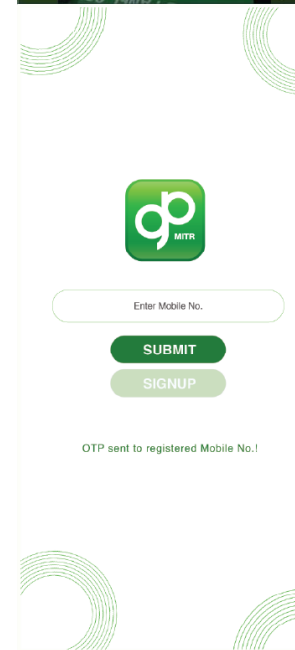 gp
MITR
Enter Mobile No.
SUBMIT
SIGNUP
OTP sent to registered Mobile No.!